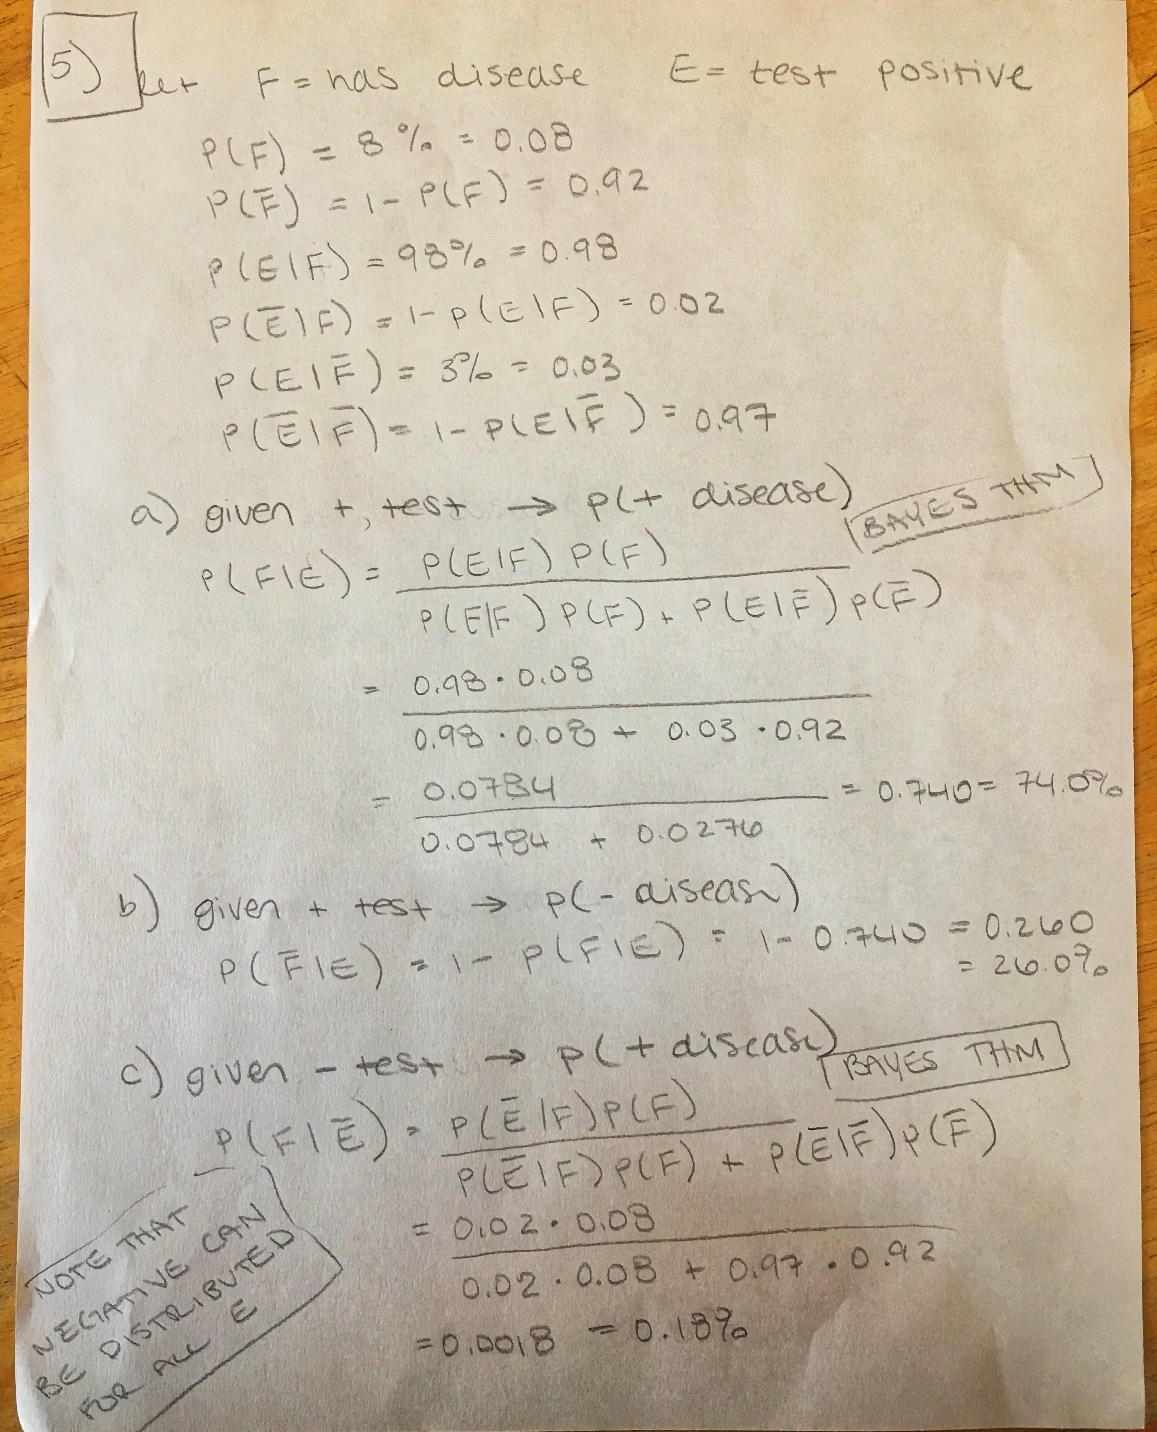 5) Let F = has disease E = test positive
P(F) = 8% = 0.08
P(F̄) = 1 - P(F) = 0.92
P(E|F) = 98% = 0.98
P(Ē|F) = 1 - P(E|F) = 0.02
P(E|F̄) = 3% = 0.03
P(Ē|F̄) = 1 - P(E|F̄) = 0.97
a) given + test → p(+ disease)
BAYES THM
P(F|E) = P(E|F) P(F)
P(E|F) P(F) + P(E|F̄) P(F̄)
= 0.98 · 0.08
0.98 · 0.08 + 0.03 · 0.92
= 0.0784 = 0.740 = 74.0%
0.0784 + 0.0276
b) given + test → p(- disease)
P(F̄|E) = 1 - P(F|E) = 1 - 0.740 = 0.260
= 26.0%
c) given - test → p(+ disease)
BAYES THM
P(F|Ē) = P(Ē|F)P(F)
P(Ē|F)P(F) + P(Ē|F̄)P(F̄)
= 0.02 · 0.08
0.02 · 0.08 + 0.97 · 0.92
= 0.0018 = 0.18%
NOTE THAT
NEGATIVE CAN
BE DISTRIBUTED
FOR ALL E